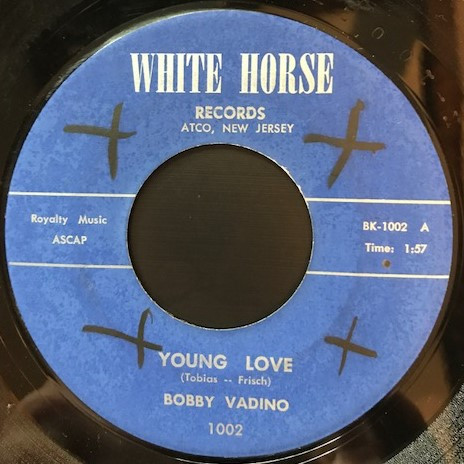 WHITE HORSE
RECORDS
ATCO, NEW JERSEY
Royalty Music
ASCAP
BK-1002 A
Time: 1:57
YOUNG LOVE
(Tobias -- Frisch)
BOBBY VADINO
1002